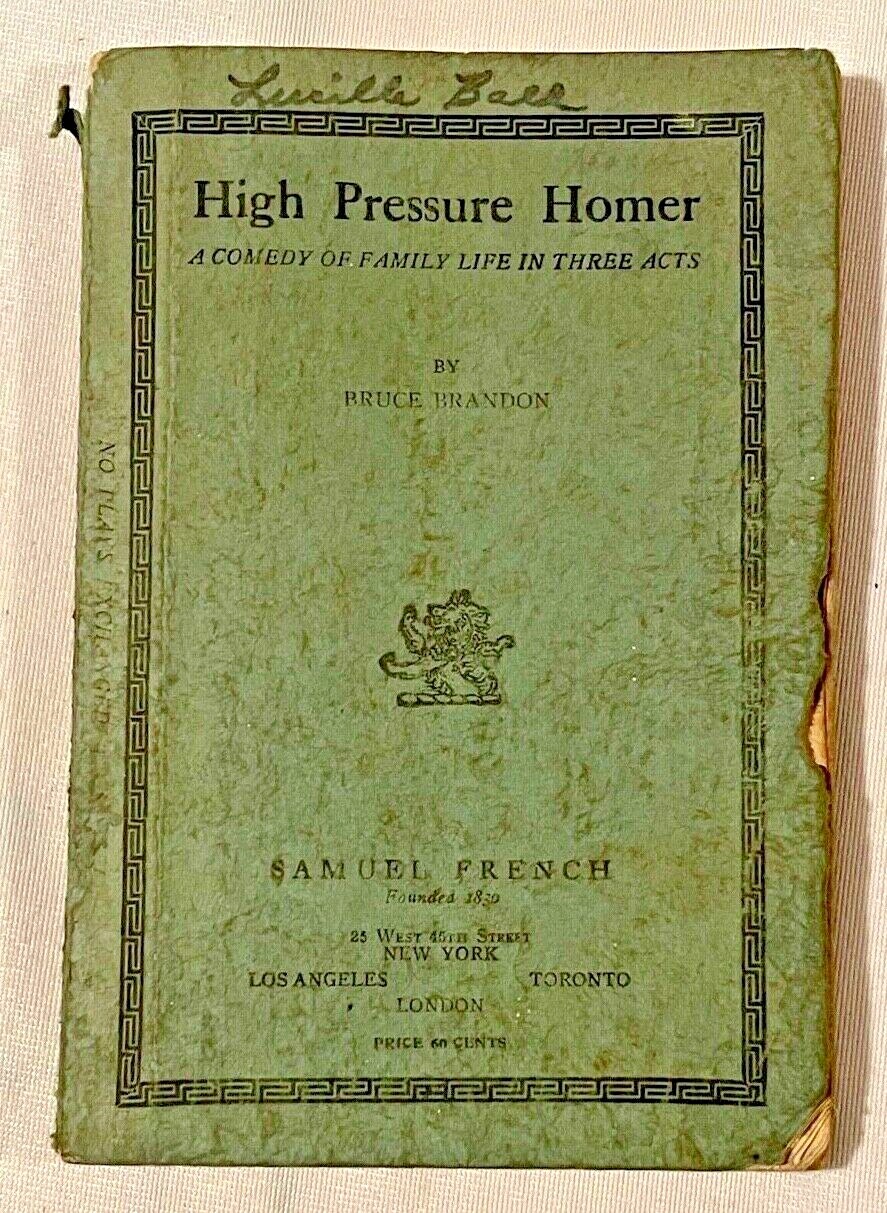 Lucille Ball
High Pressure Homer
A COMEDY OF FAMILY LIFE IN THREE ACTS
BY
BRUCE BRANDON
NO PLAYS EXCHANGED
SAMUEL FRENCH
Founded 1830
25 WEST 45TH STREET
NEW YORK
LOS ANGELES TORONTO
LONDON
PRICE 60 CENTS